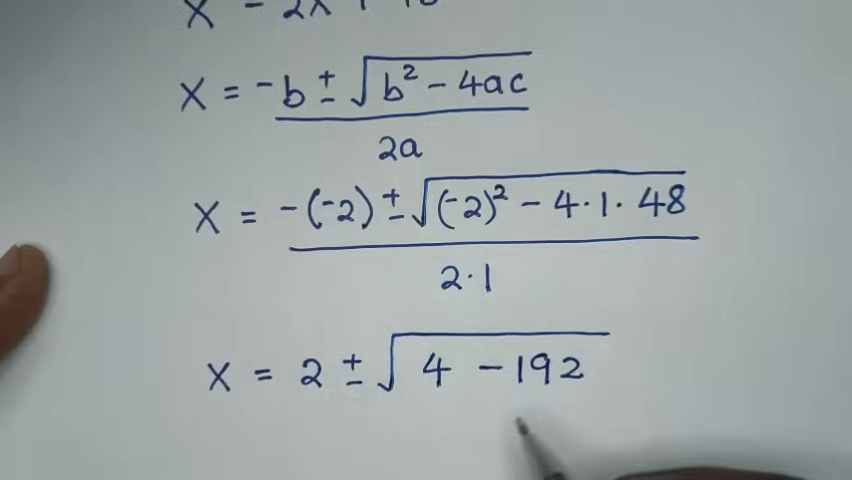 x = -b ± √b² - 4ac
2a
x = -(-2) ± √(-2)² - 4·1·48
2·1
x = 2 ± √4 - 192